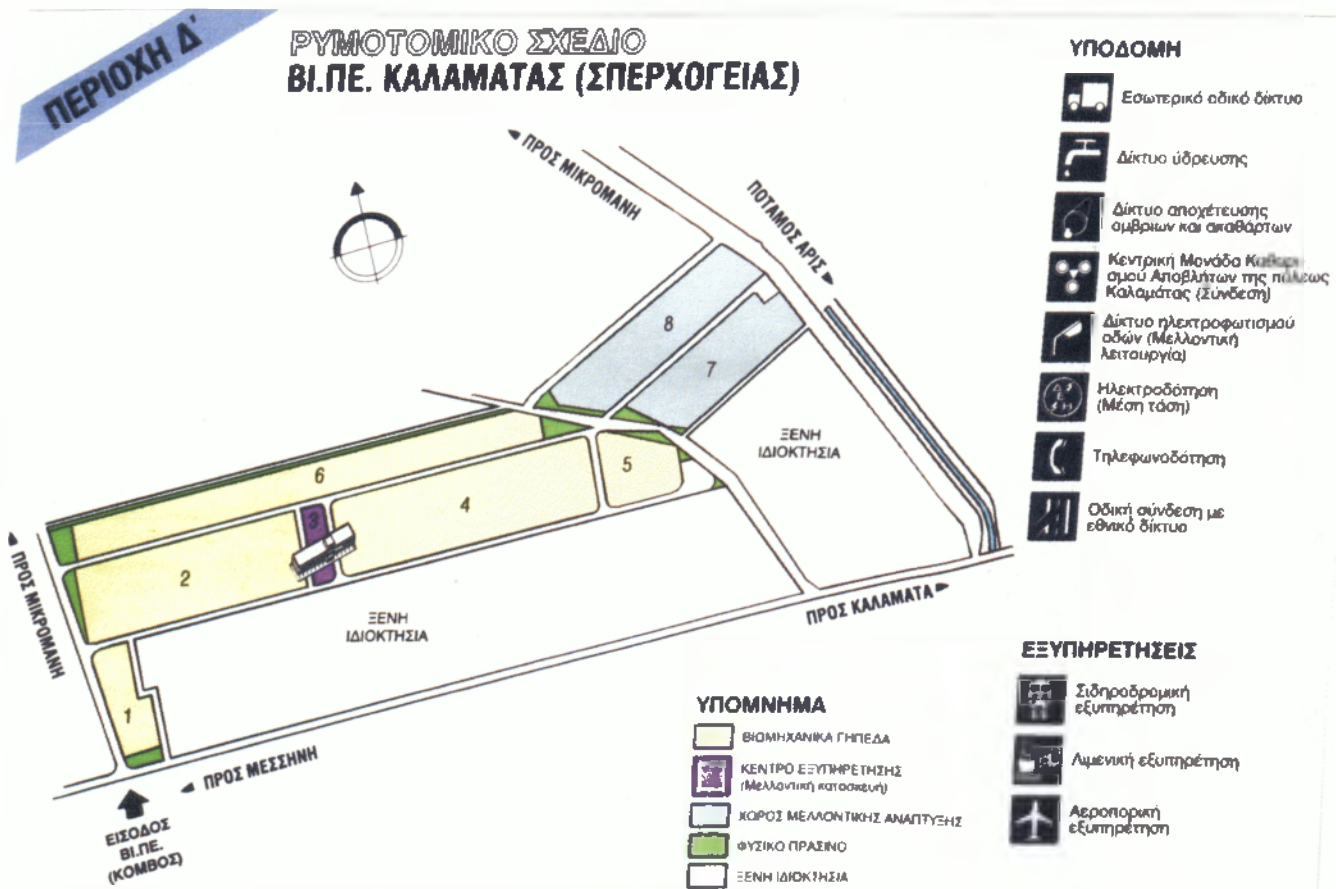 ΠΕΡΙΟΧΗ Δ'
ΡΥΜΟΤΟΜΙΚΟ ΣΧΕΔΙΟ
ΒΙ.ΠΕ. ΚΑΛΑΜΑΤΑΣ (ΣΠΕΡΧΟΓΕΙΑΣ)
ΠΡΟΣ ΜΙΚΡΟΜΑΝΗ
ΠΟΤΑΜΟΣ ΑΡΙΣ
8
7
ΞΕΝΗ
ΙΔΙΟΚΤΗΣΙΑ
6
5
4
3
2
1
ΠΡΟΣ ΜΙΚΡΟΜΑΝΗ
ΞΕΝΗ
ΙΔΙΟΚΤΗΣΙΑ
ΠΡΟΣ ΚΑΛΑΜΑΤΑ
ΠΡΟΣ ΜΕΣΣΗΝΗ
ΕΙΣΟΔΟΣ
ΒΙ.ΠΕ.
(ΚΟΜΒΟΣ)
ΥΠΟΜΝΗΜΑ
ΒΙΟΜΗΧΑΝΙΚΑ ΓΗΠΕΔΑ
ΚΕΝΤΡΟ ΕΞΥΠΗΡΕΤΗΣΗΣ
(Μελλοντική κατασκευή)
ΧΩΡΟΣ ΜΕΛΛΟΝΤΙΚΗΣ ΑΝΑΠΤΥΞΗΣ
ΦΥΣΙΚΟ ΠΡΑΣΙΝΟ
ΞΕΝΗ ΙΔΙΟΚΤΗΣΙΑ
ΥΠΟΔΟΜΗ
Εσωτερικό οδικό δίκτυο
Δίκτυο ύδρευσης
Δίκτυο αποχέτευσης
ομβρίων και ακαθάρτων
Κεντρική Μονάδα Καθαρι-
σμού Αποβλήτων της πόλεως
Καλαμάτας (Σύνδεση)
Δίκτυο ηλεκτροφωτισμού
οδών (Μελλοντική
λειτουργία)
Ηλεκτροδότηση
(Μέση τάση)
Τηλεφωνοδότηση
Οδική σύνδεση με
εθνικό δίκτυο
ΕΞΥΠΗΡΕΤΗΣΕΙΣ
Σιδηροδρομική
εξυπηρέτηση
Λιμενική εξυπηρέτηση
Αεροπορική
εξυπηρέτηση